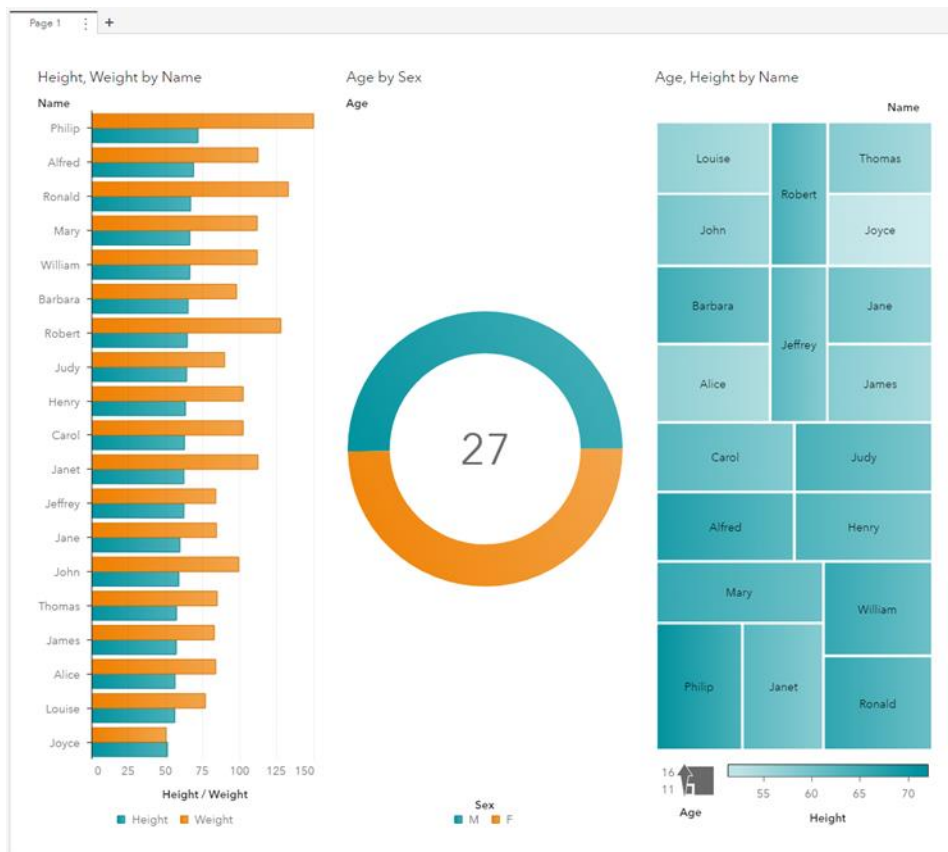 Page 1
+
Height, Weight by Name
Name
Philip
Alfred
Ronald
Mary
William
Barbara
Robert
Judy
Henry
Carol
Janet
Jeffrey
Jane
John
Thomas
James
Alice
Louise
Joyce
0 25 50 75 100 125 150
Height / Weight
Height Weight
Age by Sex
Age
27
Sex
M F
Age, Height by Name
Name
Louise
Robert
Thomas
John
Joyce
Barbara
Jeffrey
Jane
Alice
James
Carol
Judy
Alfred
Henry
Mary
William
Philip
Janet
Ronald
16
11
Age
55 60 65 70
Height